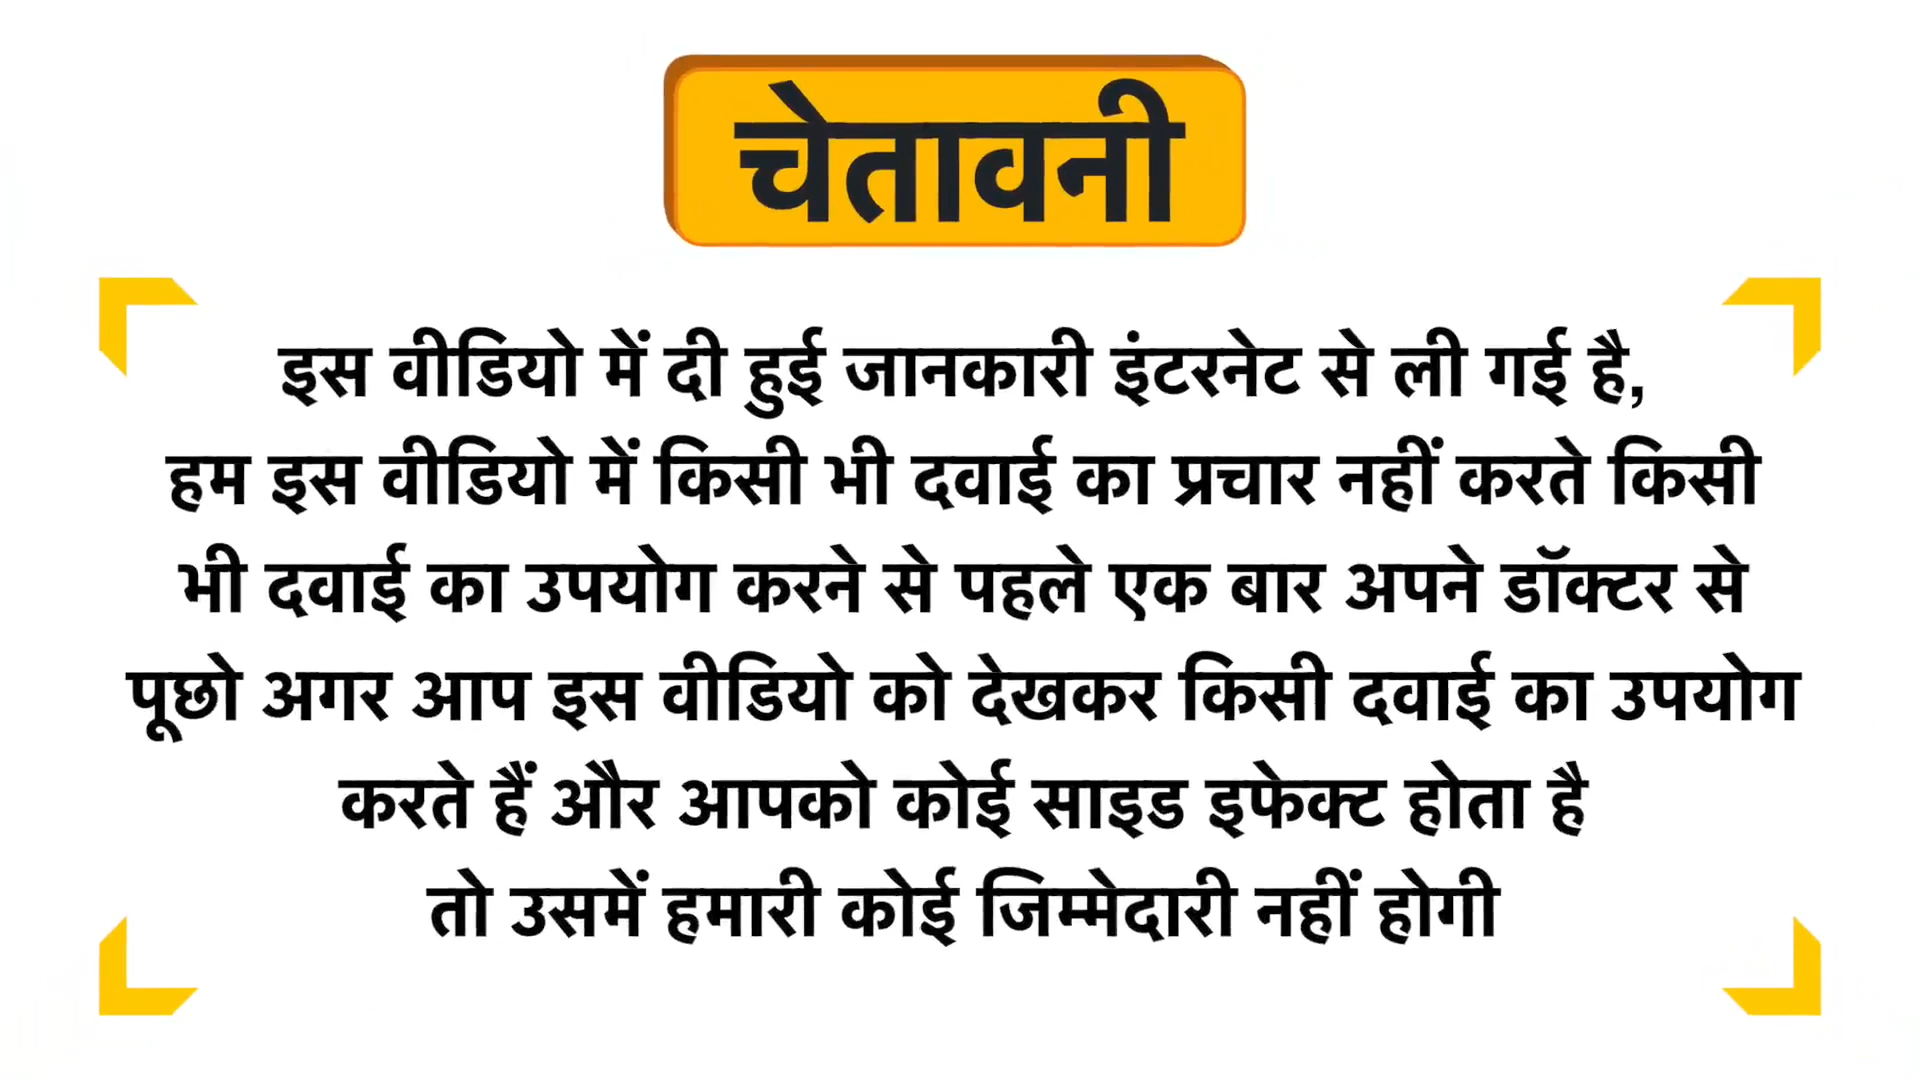 चेतावनी
इस वीडियो में दी हुई जानकारी इंटरनेट से ली गई है,
हम इस वीडियो में किसी भी दवाई का प्रचार नहीं करते किसी
भी दवाई का उपयोग करने से पहले एक बार अपने डॉक्टर से
पूछो अगर आप इस वीडियो को देखकर किसी दवाई का उपयोग
करते हैं और आपको कोई साइड इफेक्ट होता है
तो उसमें हमारी कोई जिम्मेदारी नहीं होगी